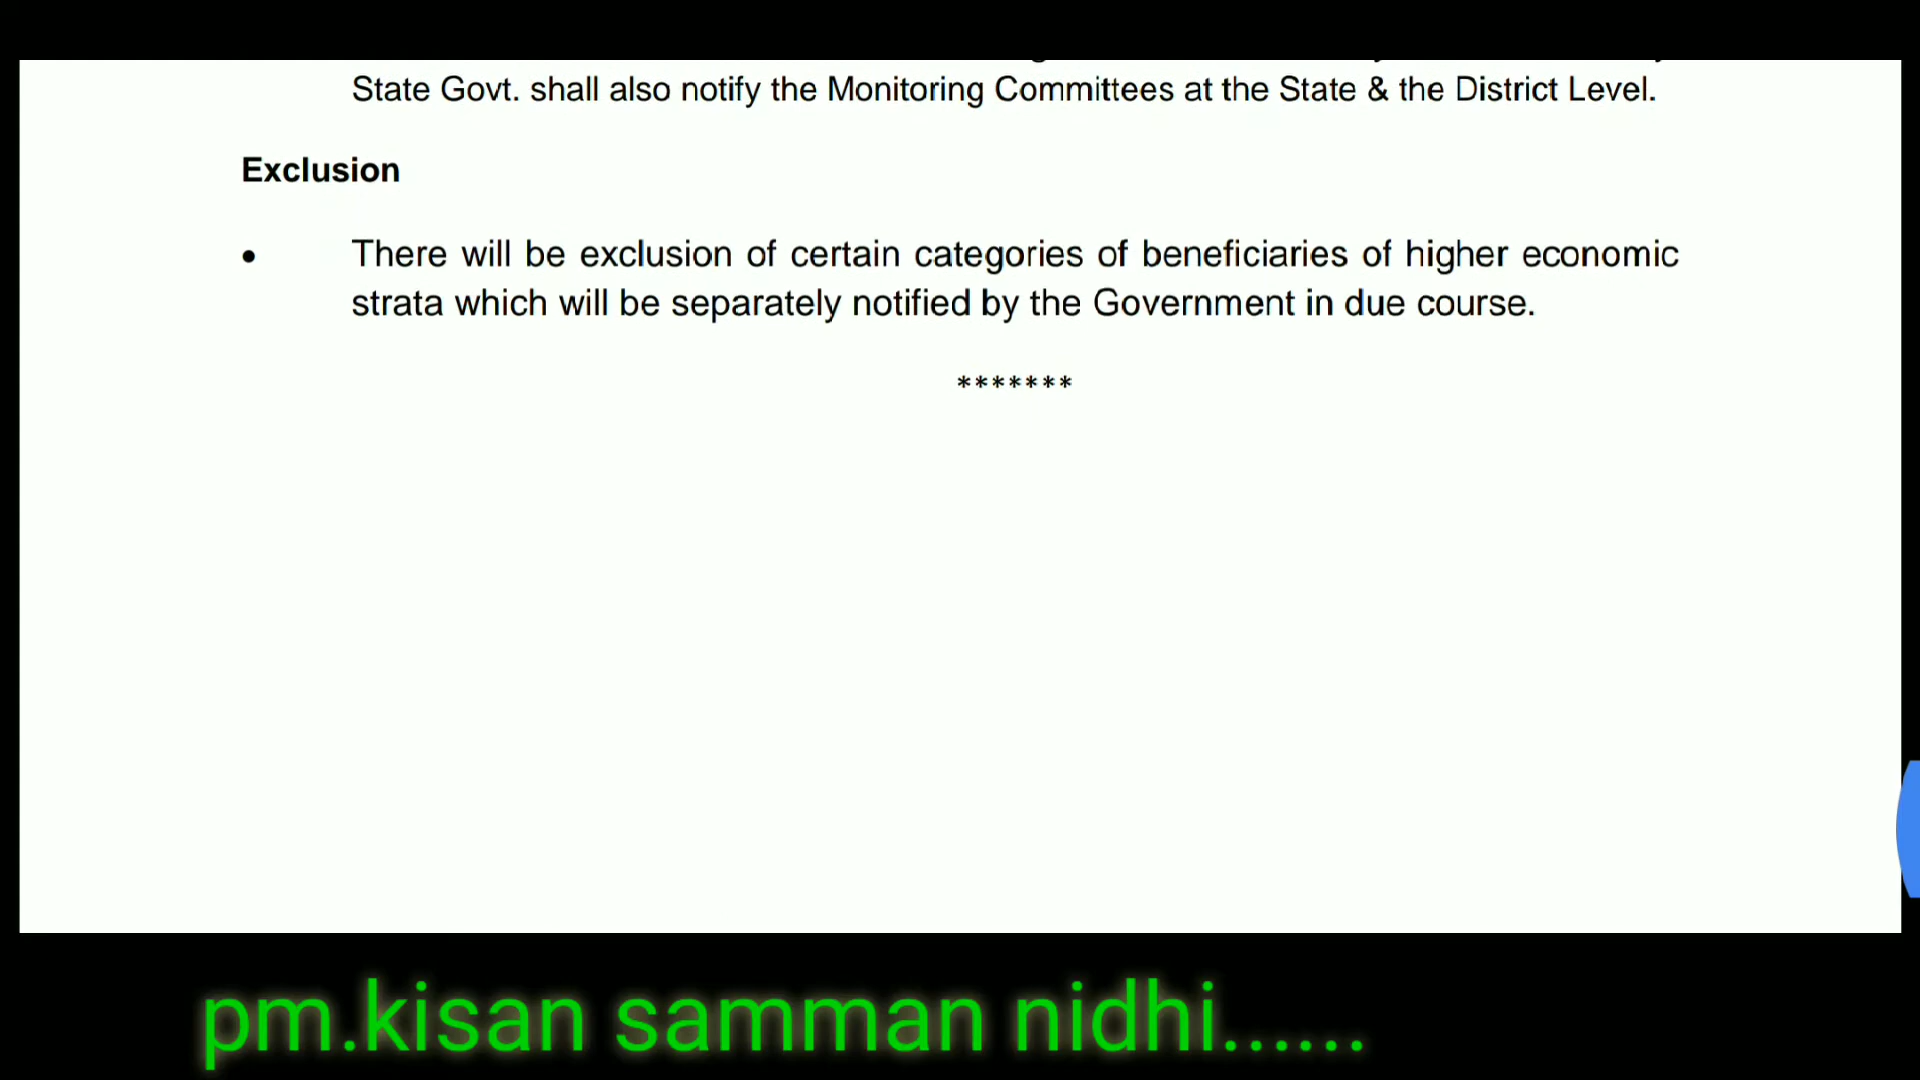 State Govt. shall also notify the Monitoring Committees at the State & the District Level.
Exclusion
• There will be exclusion of certain categories of beneficiaries of higher economic
strata which will be separately notified by the Government in due course.
*******
pm.kisan samman nidhi......